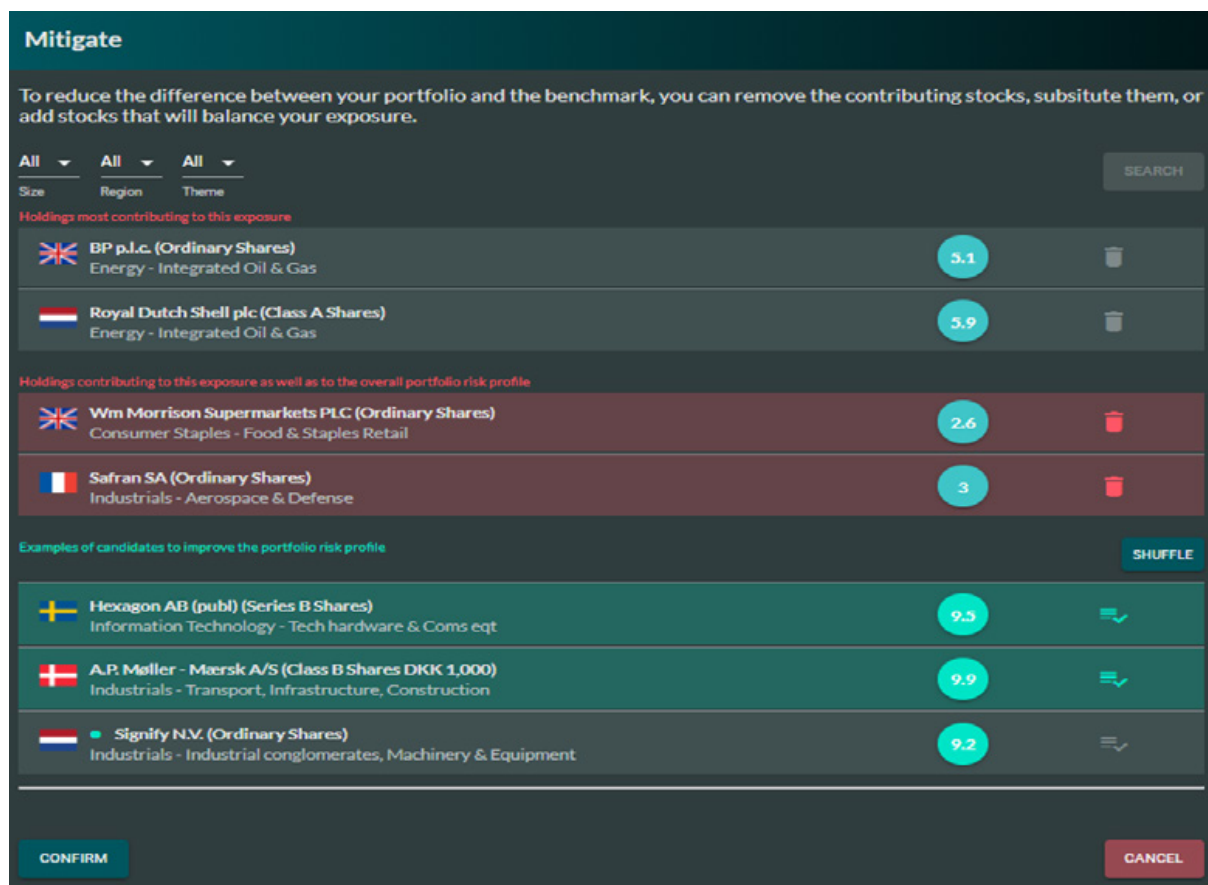 Mitigate
To reduce the difference between your portfolio and the benchmark, you can remove the contributing stocks, subsitute them, or
add stocks that will balance your exposure.
All All All
Size Region Theme
SEARCH
Holdings most contributing to this exposure
BP p.l.c. (Ordinary Shares)
Energy - Integrated Oil & Gas
5.1
Royal Dutch Shell plc (Class A Shares)
Energy - Integrated Oil & Gas
5.9
Holdings contributing to this exposure as well as to the overall portfolio risk profile
Wm Morrison Supermarkets PLC (Ordinary Shares)
Consumer Staples - Food & Staples Retail
2.6
Safran SA (Ordinary Shares)
Industrials - Aerospace & Defense
3
Examples of candidates to improve the portfolio risk profile
SHUFFLE
Hexagon AB (publ) (Series B Shares)
Information Technology - Tech hardware & Coms eqt
9.5
A.P. Møller - Mærsk A/S (Class B Shares DKK 1,000)
Industrials - Transport, Infrastructure, Construction
9.9
Signify N.V. (Ordinary Shares)
Industrials - Industrial conglomerates, Machinery & Equipment
9.2
CONFIRM
CANCEL